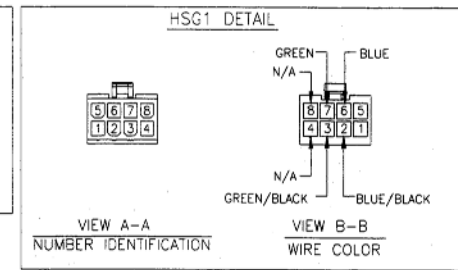 HSG1 DETAIL
GREEN
BLUE
N/A
5 6 7 8
1 2 3 4
8 7 6 5
4 3 2 1
N/A
GREEN/BLACK
BLUE/BLACK
VIEW A-A
NUMBER IDENTIFICATION
VIEW B-B
WIRE COLOR